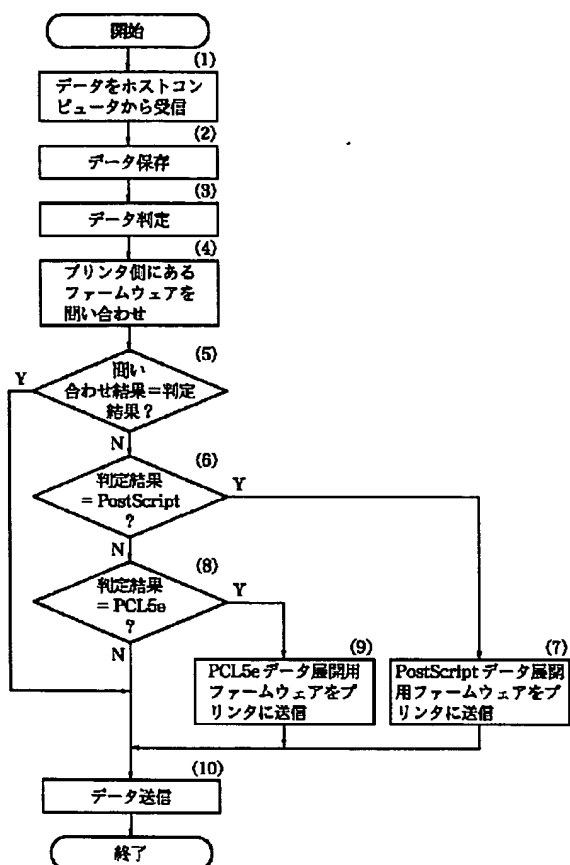 開始
(1)
データをホストコン
ピュータから受信
(2)
データ保存
(3)
データ判定
(4)
プリンタ側にある
ファームウェアを
問い合わせ
(5)
Y
問い
合わせ結果=判定
結果?
N
(6)
判定結果
= PostScript
?
Y
N
(8)
判定結果
= PCL5e
?
Y
N
(9)
PCL5eデータ展開用
ファームウェアをプ
リンタに送信
(7)
PostScriptデータ展開
用ファームウェアをプ
リンタに送信
(10)
データ送信
終了